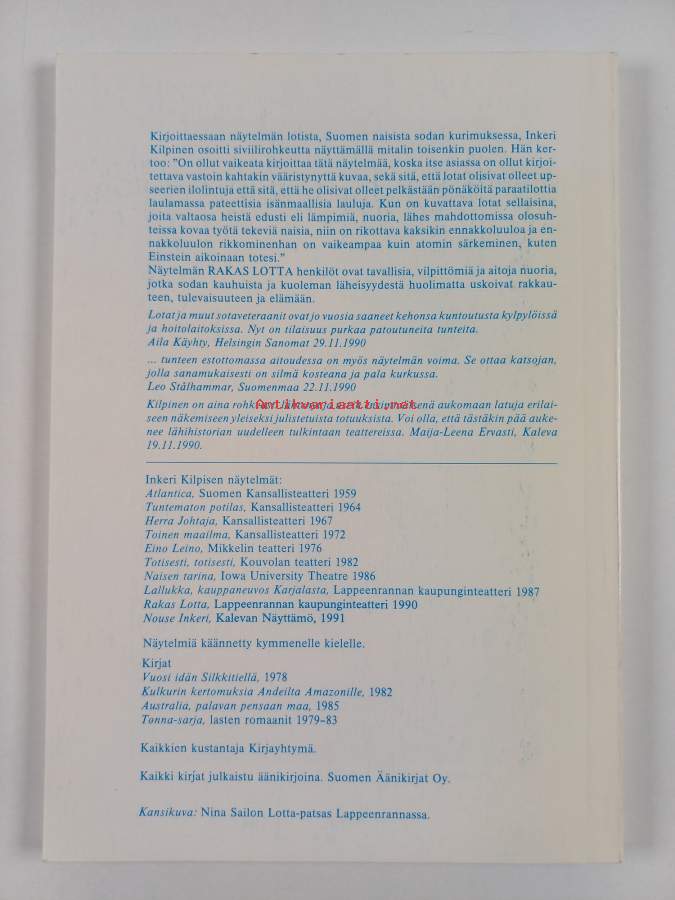 Kirjoittaessaan näytelmän lotista, Suomen naisista sodan kurimuksessa, Inkeri
Kilpinen osoitti siviilirohkeutta näyttämällä mitalin toisenkin puolen. Hän ker-
too: "On ollut vaikeata kirjoittaa tätä näytelmää, koska itse asiassa on ollut kirjoi-
tettava vastoin kahtakin vääristynyttä kuvaa, sekä sitä, että lotat olisivat olleet up-
seerien ilolintuja että sitä, että he olisivat olleet pelkästään pönäköitä paraatilottia
laulamassa pateettisia isänmaallisia lauluja. Kun on kuvattava lotat sellaisina,
joita valtaosa heistä edusti eli lämpimiä, nuoria, lähes mahdottomissa olosuh-
teissa kovaa työtä tekeviä naisia, niin on rikottava kaksikin ennakkoluuloa ja en-
nakkoluulon rikkominenhan on vaikeampaa kuin atomin särkeminen, kuten
Einstein aikoinaan totesi."
Näytelmän RAKAS LOTTA henkilöt ovat tavallisia, vilpittömiä ja aitoja nuoria,
jotka sodan kauhuista ja kuoleman läheisyydestä huolimatta uskoivat rakkau-
teen, tulevaisuuteen ja elämään.
Lotat ja muut sotaveteraanit ovat jo vuosia saaneet kehonsa kuntoutusta kylpylöissä
ja hoitolaitoksissa. Nyt on tilaisuus purkaa patoutuneita tunteita.
Aila Käyhty, Helsingin Sanomat 29.11.1990
... tunteen estottomassa aitoudessa on myös näytelmän voima. Se ottaa katsojan,
jolla sanamukaisesti on silmä kosteana ja pala kurkussa.
Leo Stålhammar, Suomenmaa 22.11.1990
Antikvariaatti.net
Kilpinen on aina aukomaan latuja erilai-
seen näkemiseen yleiseksi julistetuista totuuksista. Voi olla, että tästäkin pää auke-
nee lähihistorian uudelleen tulkintaan teattereissa. Maija-Leena Ervasti, Kaleva
19.11.1990.
Inkeri Kilpisen näytelmät:
Atlantica, Suomen Kansallisteatteri 1959
Tuntematon potilas, Kansallisteatteri 1964
Herra Johtaja, Kansallisteatteri 1967
Toinen maailma, Kansallisteatteri 1972
Eino Leino, Mikkelin teatteri 1976
Totisesti, totisesti, Kouvolan teatteri 1982
Naisen tarina, Iowa University Theatre 1986
Lallukka, kauppaneuvos Karjalasta, Lappeenrannan kaupunginteatteri 1987
Rakas Lotta, Lappeenrannan kaupunginteatteri 1990
Nouse Inkeri, Kalevan Näyttämö, 1991
Näytelmiä käännetty kymmenelle kielelle.
Kirjat
Vuosi idän Silkkitiellä, 1978
Kulkurin kertomuksia Andeilta Amazonille, 1982
Australia, palavan pensaan maa, 1985
Tonna-sarja, lasten romaanit 1979–83
Kaikkien kustantaja Kirjayhtymä.
Kaikki kirjat julkaistu äänikirjoina. Suomen Äänikirjat Oy.
Kansikuva: Nina Sailon Lotta-patsas Lappeenrannassa.